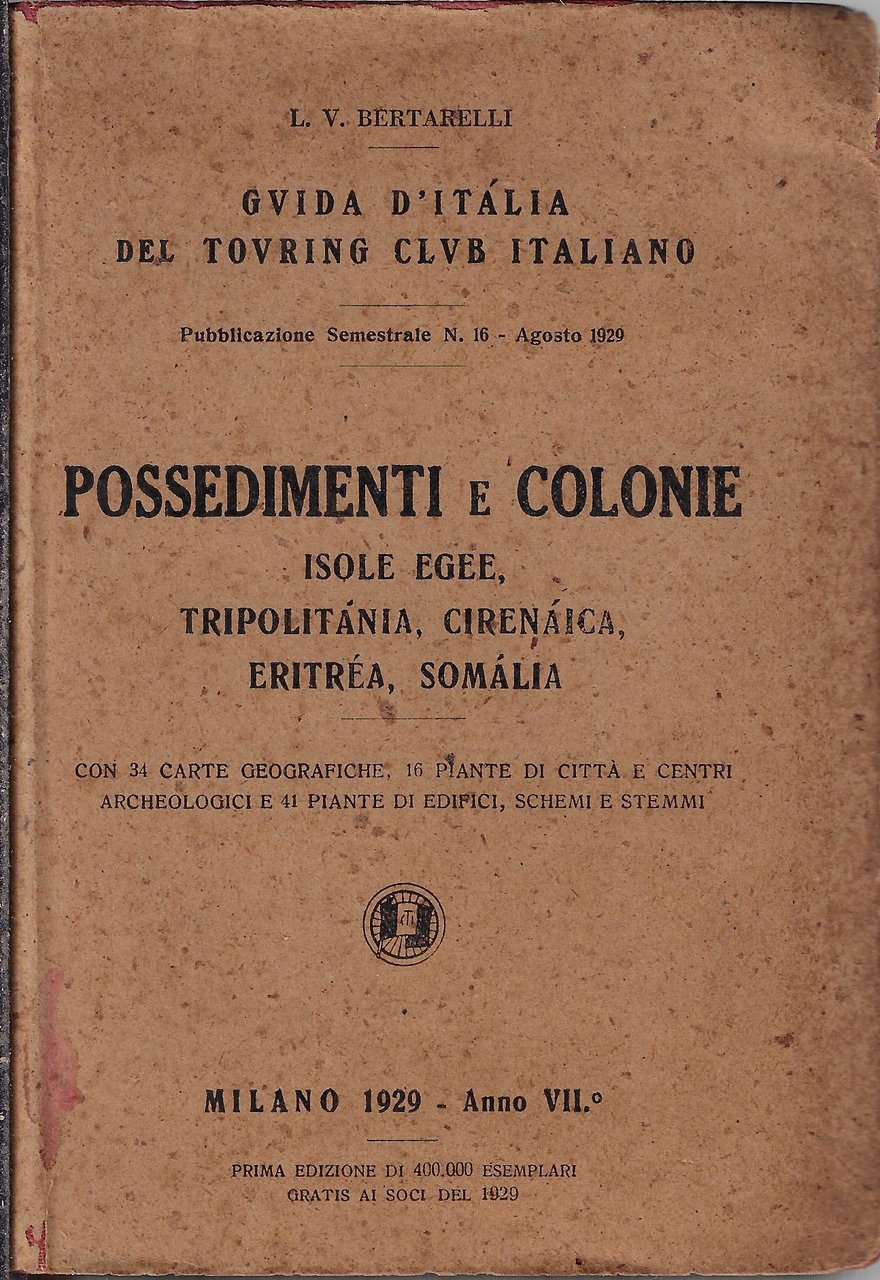 L. V. BERTARELLI
GVIDA D'ITÁLIA
DEL TOVRING CLVB ITALIANO
Pubblicazione Semestrale N. 16 - Agosto 1929
POSSEDIMENTI E COLONIE
ISOLE EGEE,
TRIPOLITÁNIA, CIRENÁICA,
ERITRÉA, SOMÁLIA
CON 34 CARTE GEOGRAFICHE, 16 PIANTE DI CITTÀ E CENTRI
ARCHEOLOGICI E 41 PIANTE DI EDIFICI, SCHEMI E STEMMI
MILANO 1929 - Anno VII.°
PRIMA EDIZIONE DI 400.000 ESEMPLARI
GRATIS AI SOCI DEL 1929